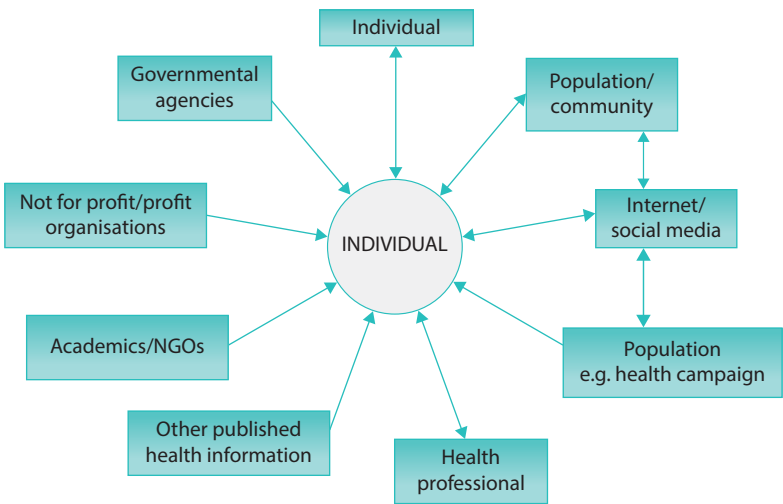 Individual
Governmental
agencies
Population/
community
Not for profit/profit
organisations
Internet/
social media
INDIVIDUAL
Academics/NGOs
Population
e.g. health campaign
Other published
health information
Health
professional